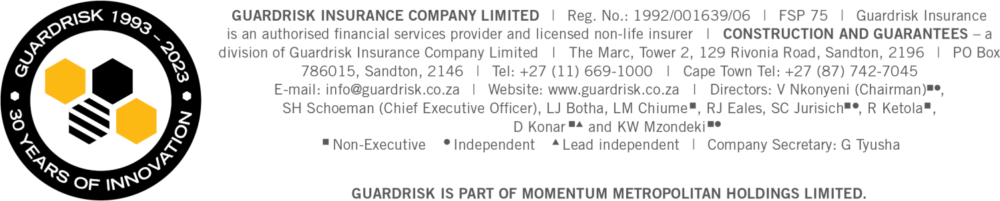 GUARDRISK 1993 – 2023
30 YEARS OF INNOVATION
GUARDRISK INSURANCE COMPANY LIMITED | Reg. No.: 1992/001639/06 | FSP 75 | Guardrisk Insurance
is an authorised financial services provider and licensed non-life insurer | CONSTRUCTION AND GUARANTEES – a
division of Guardrisk Insurance Company Limited | The Marc, Tower 2, 129 Rivonia Road, Sandton, 2196 | PO Box
786015, Sandton, 2146 | Tel: +27 (11) 669-1000 | Cape Town Tel: +27 (87) 742-7045
E-mail: info@guardrisk.co.za | Website: www.guardrisk.co.za | Directors: V Nkonyeni (Chairman)■●,
SH Schoeman (Chief Executive Officer), LJ Botha, LM Chiume■, RJ Eales, SC Jurisich■●, R Ketola■,
D Konar■▲ and KW Mzondeki■●
■ Non-Executive ● Independent ▲ Lead independent | Company Secretary: G Tyusha
GUARDRISK IS PART OF MOMENTUM METROPOLITAN HOLDINGS LIMITED.